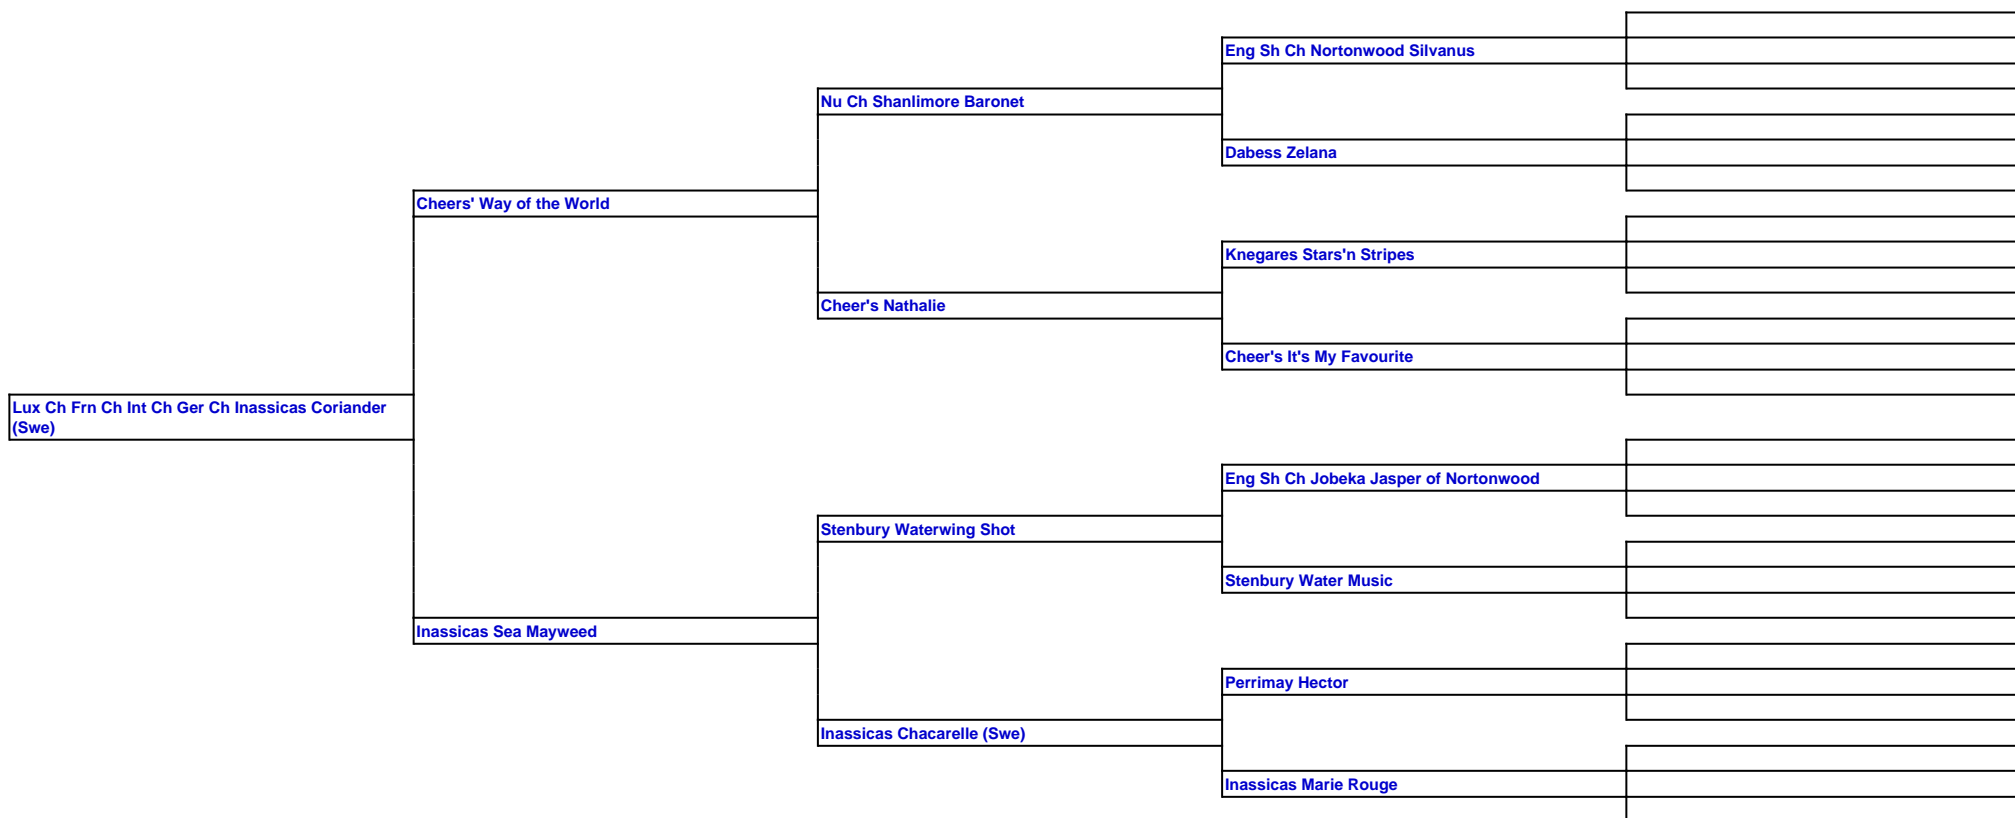 Eng Sh Ch Nortonwood Silvanus
Nu Ch Shanlimore Baronet
Dabess Zelana
Cheers' Way of the World
Knegares Stars'n Stripes
Cheer's Nathalie
Cheer's It's My Favourite
Lux Ch Frn Ch Int Ch Ger Ch Inassicas Coriander
(Swe)
Eng Sh Ch Jobeka Jasper of Nortonwood
Stenbury Waterwing Shot
Stenbury Water Music
Inassicas Sea Mayweed
Perrimay Hector
Inassicas Chacarelle (Swe)
Inassicas Marie Rouge